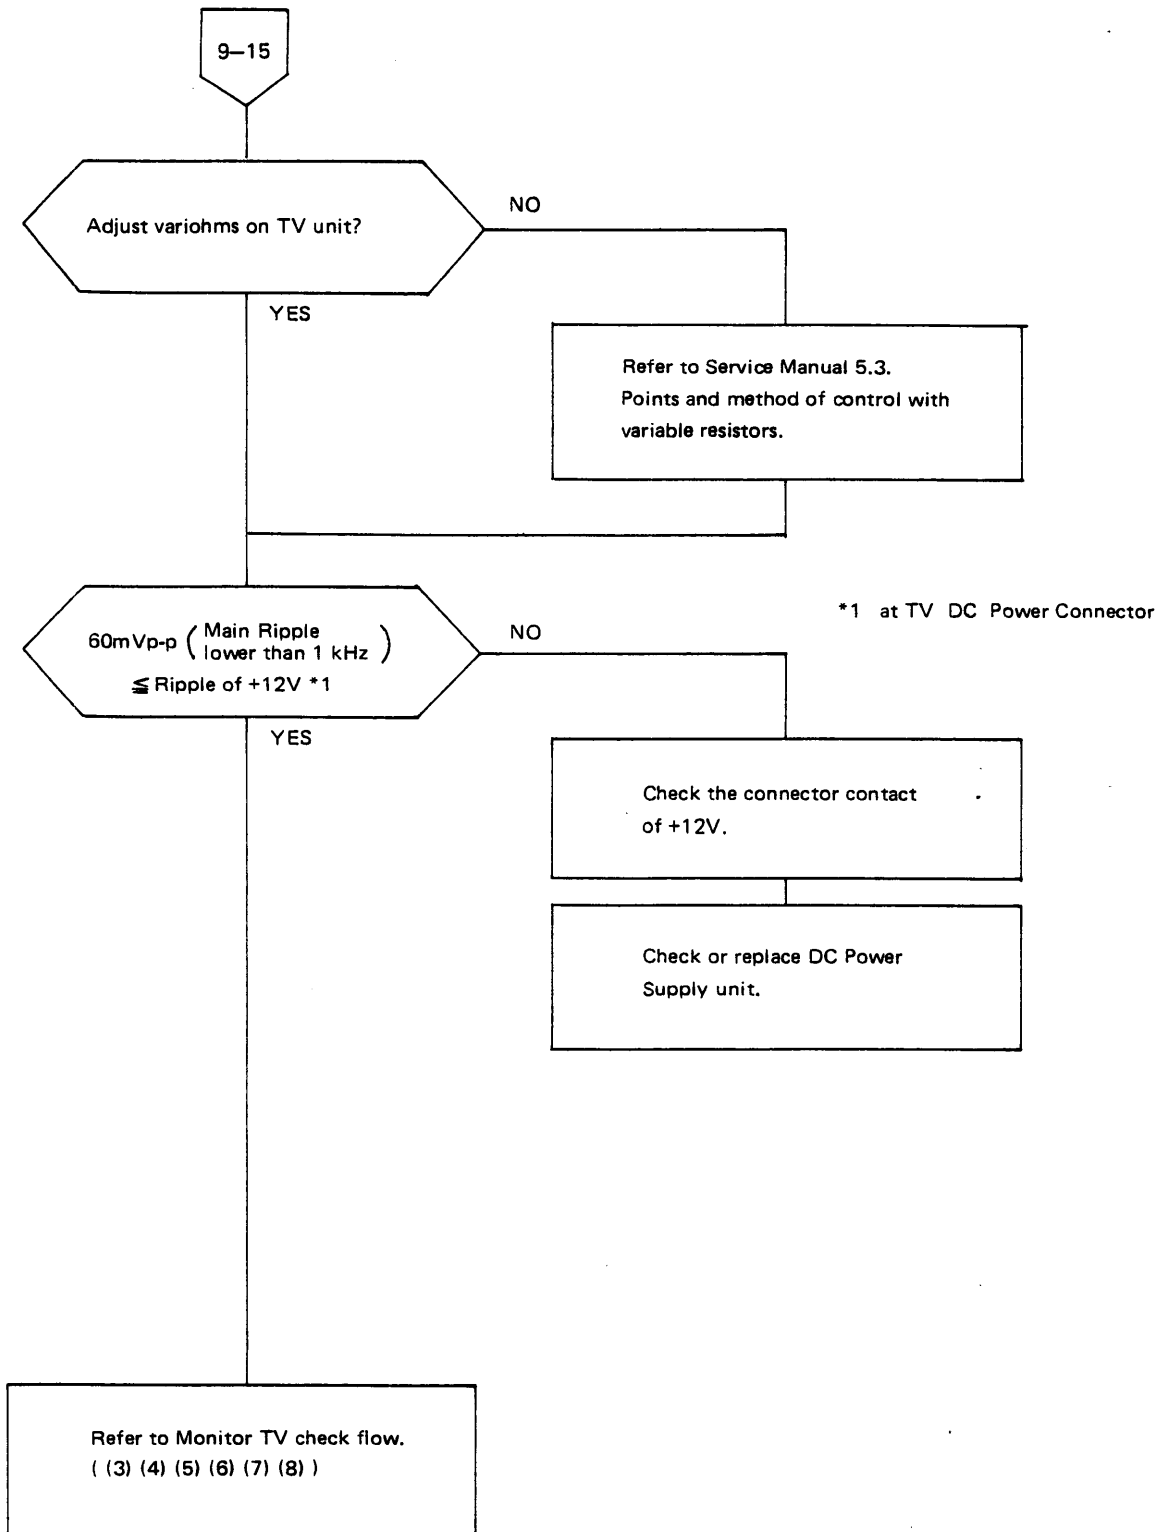 9–15
Adjust variohms on TV unit?
NO
YES
Refer to Service Manual 5.3.
Points and method of control with
variable resistors.
60mVp-p ( Main Ripple
lower than 1 kHz )
≦ Ripple of +12V *1
NO
*1 at TV DC Power Connector
YES
Check the connector contact
of +12V.
Check or replace DC Power
Supply unit.
Refer to Monitor TV check flow.
( (3) (4) (5) (6) (7) (8) )